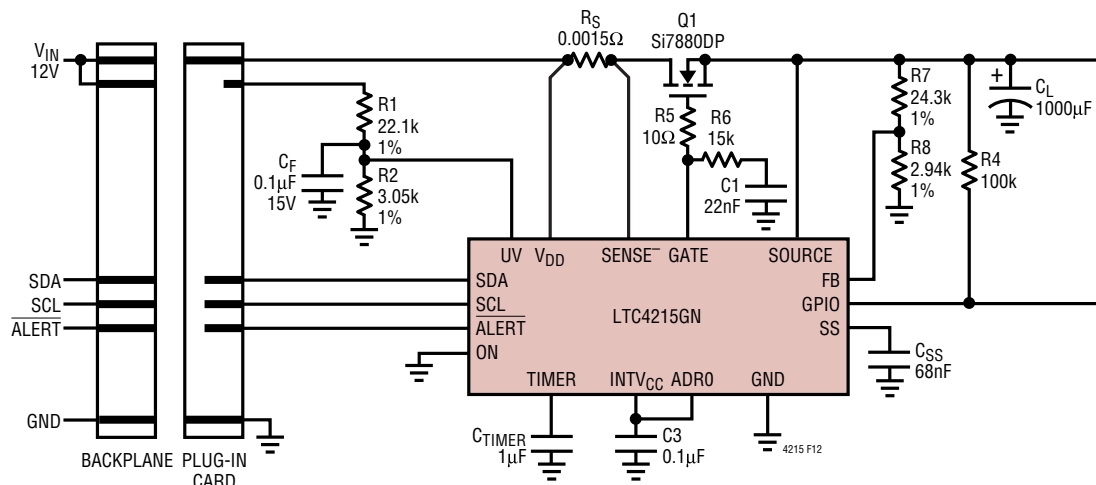 V_IN
12V
R_S
0.0015Ω
Q1
Si7880DP
R1
22.1k
1%
C_F
0.1µF
15V
R2
3.05k
1%
R5
10Ω
R6
15k
C1
22nF
R7
24.3k
1%
R8
2.94k
1%
R4
100k
+
C_L
1000µF
UV
V_DD
SENSE⁻
GATE
SOURCE
SDA
SCL
ALERT
ON
LTC4215GN
FB
GPIO
SS
TIMER
INTV_CC
ADR0
GND
SDA
SCL
ALERT
GND
C_SS
68nF
C_TIMER
1µF
C3
0.1µF
4215 F12
BACKPLANE
PLUG-IN
CARD